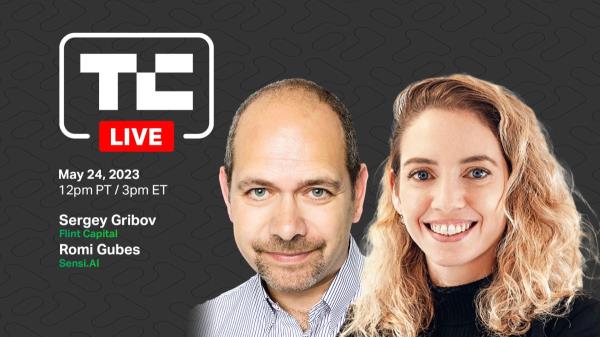 TC
LIVE
May 24, 2023
12pm PT / 3pm ET
Sergey Gribov
Flint Capital
Romi Gubes
Sensi.AI